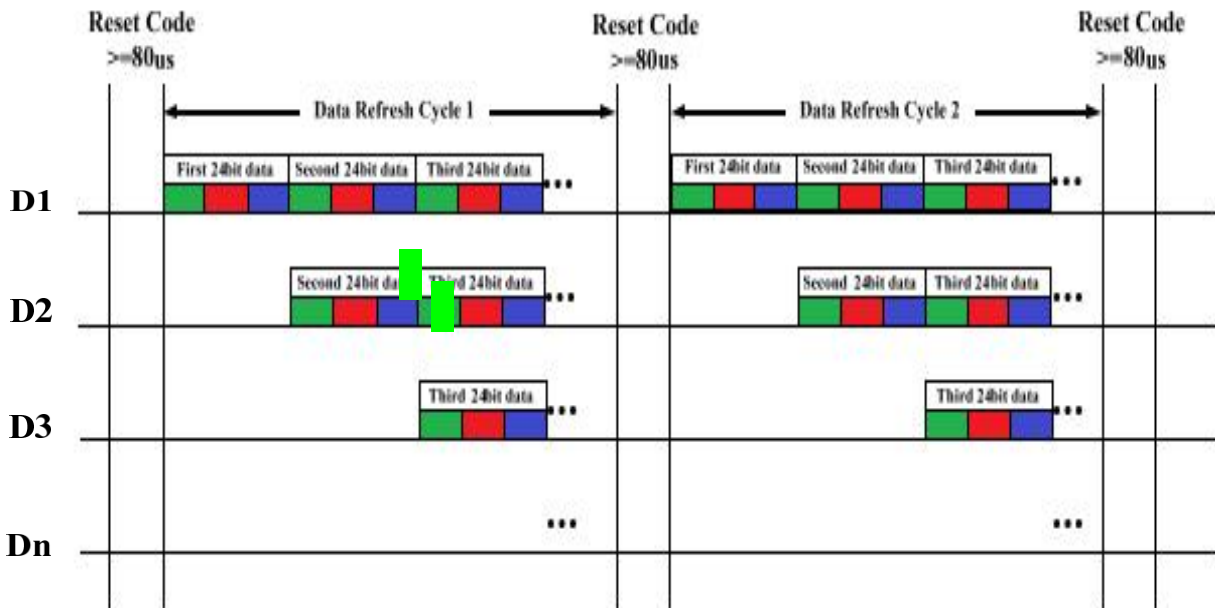 Reset Code
>=80us
Reset Code
>=80us
Reset Code
>=80us
Data Refresh Cycle 1
Data Refresh Cycle 2
D1
First 24bit data
Second 24bit data
Third 24bit data
...
First 24bit data
Second 24bit data
Third 24bit data
...
D2
Second 24bit
24bit data
...
Second 24bit data
Third 24bit data
...
D3
Third 24bit data
...
Third 24bit data
...
Dn
...
...